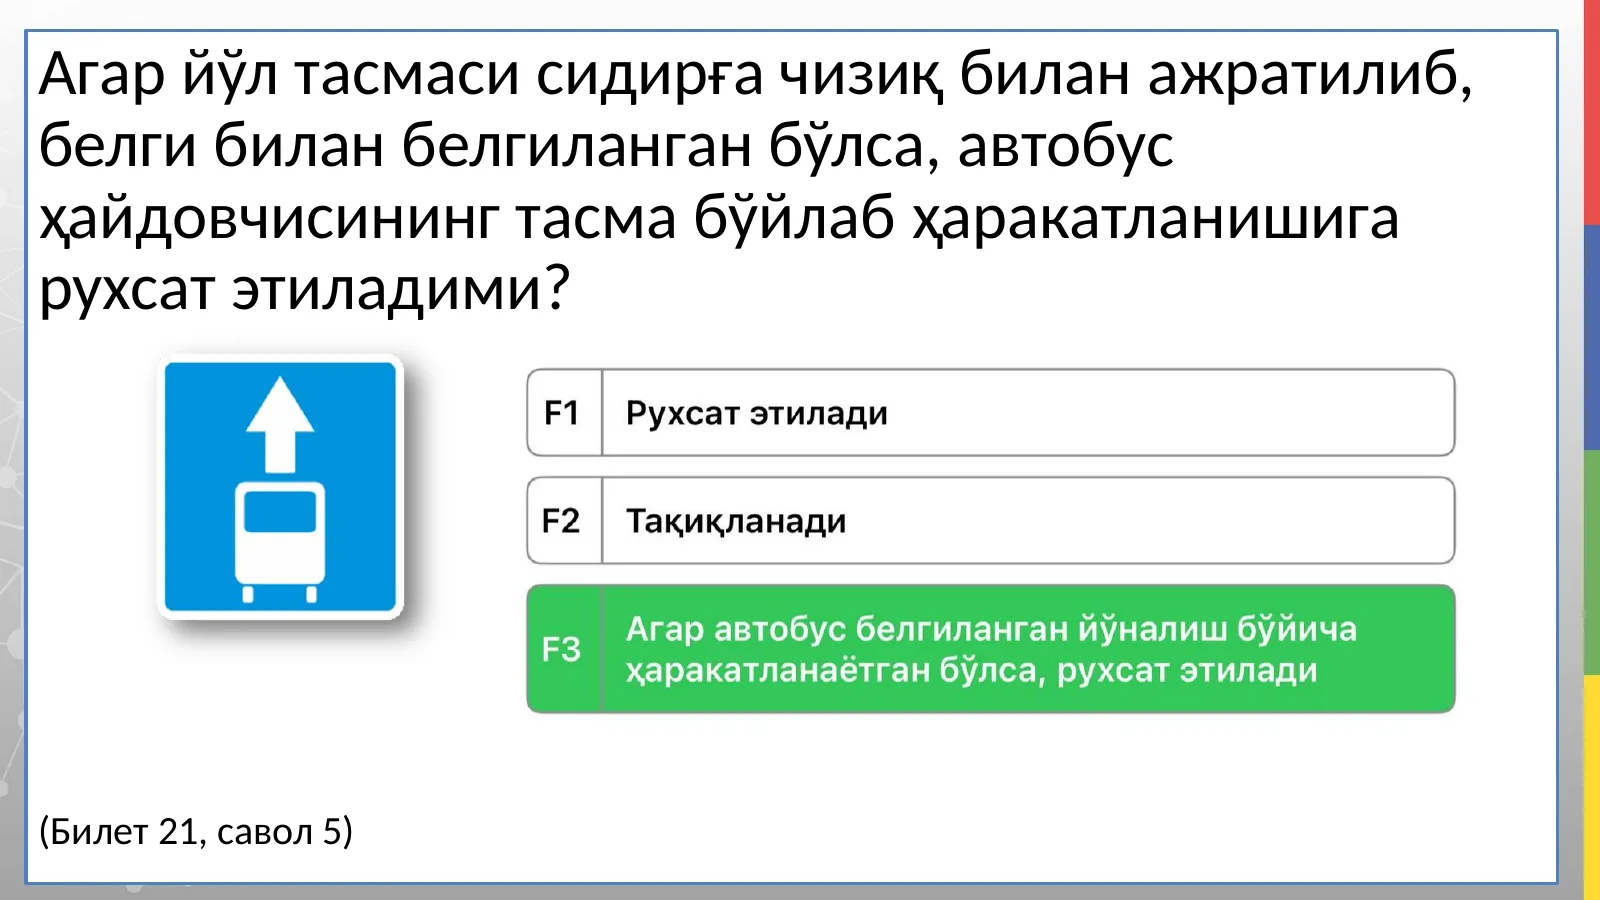 Агар йўл тасмаси сидирға чизиқ билан ажратилиб,
белги билан белгиланган бўлса, автобус
ҳайдовчисининг тасма бўйлаб ҳаракатланишига
рухсат этиладими?
F1 Рухсат этилади
F2 Тақиқланади
F3 Агар автобус белгиланган йўналиш бўйича
ҳаракатланаётган бўлса, рухсат этилади
(Билет 21, савол 5)